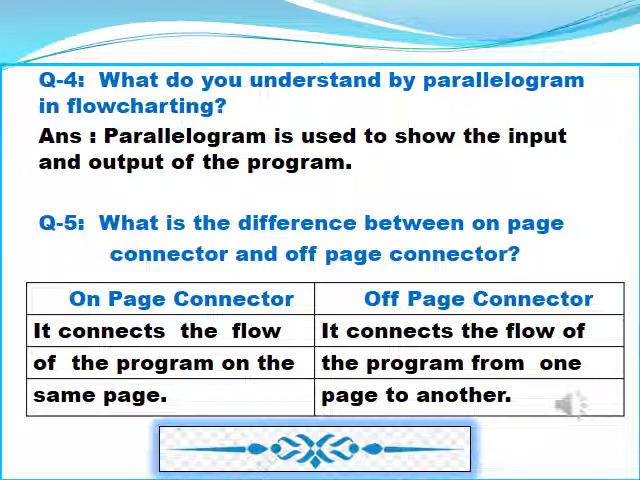 Q-4: What do you understand by parallelogram
in flowcharting?
Ans : Parallelogram is used to show the input
and output of the program.
Q-5: What is the difference between on page
connector and off page connector?
On Page Connector Off Page Connector
It connects the flow It connects the flow of
of the program on the the program from one
same page. page to another.